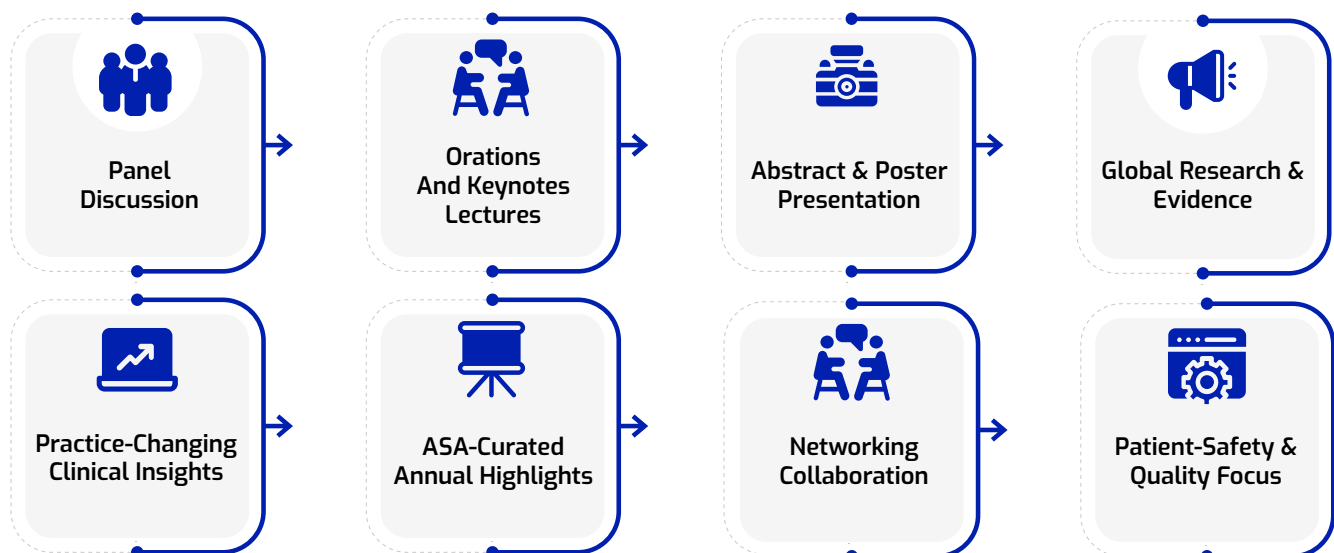 Panel
Discussion
Orations
And Keynotes
Lectures
Abstract & Poster
Presentation
Global Research &
Evidence
Practice-Changing
Clinical Insights
ASA-Curated
Annual Highlights
Networking
Collaboration
Patient-Safety &
Quality Focus